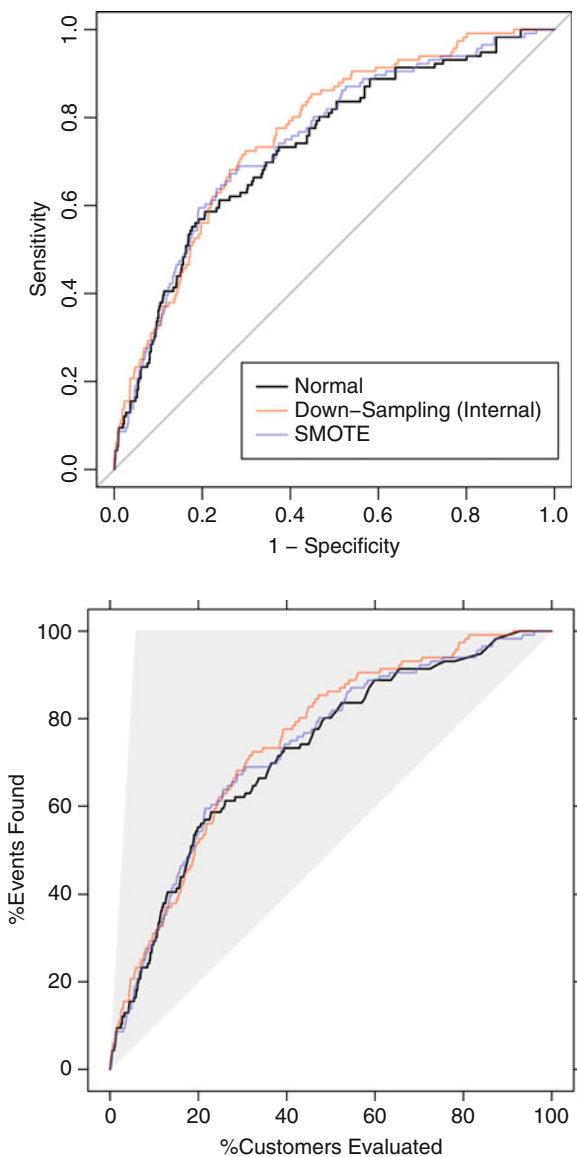 1.0
0.8
0.6
0.4
0.2
0.0
Sensitivity
Normal
Down−Sampling (Internal)
SMOTE
0.0 0.2 0.4 0.6 0.8 1.0
1 − Specificity
100
80
60
40
20
0
%Events Found
0 20 40 60 80 100
%Customers Evaluated